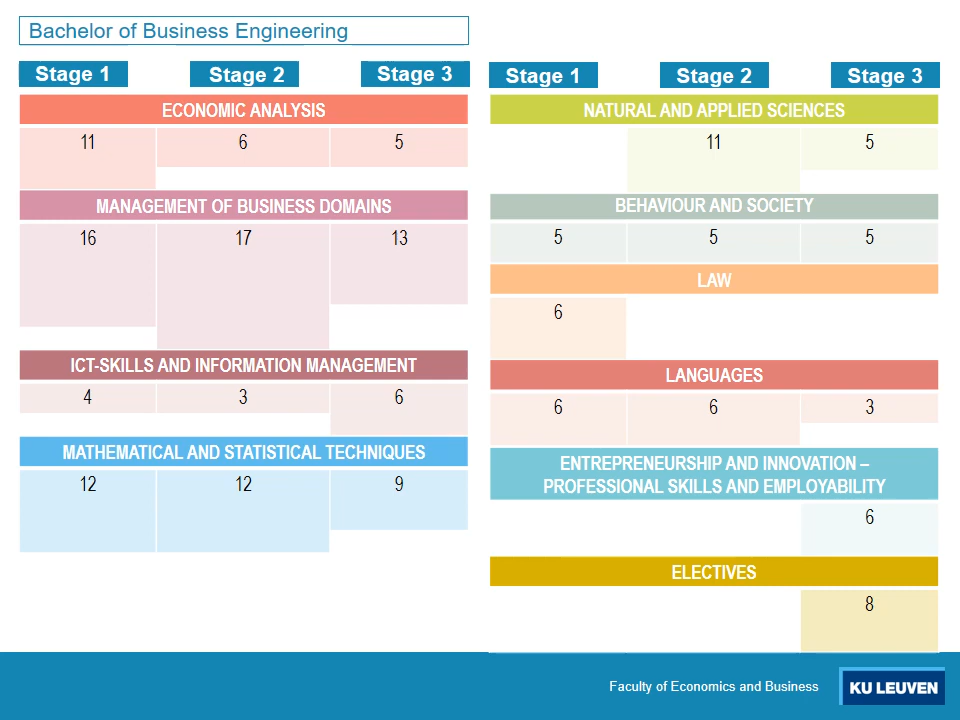 Bachelor of Business Engineering
Stage 1 Stage 2 Stage 3
ECONOMIC ANALYSIS
11 6 5
MANAGEMENT OF BUSINESS DOMAINS
16 17 13
ICT-SKILLS AND INFORMATION MANAGEMENT
4 3 6
MATHEMATICAL AND STATISTICAL TECHNIQUES
12 12 9
Stage 1 Stage 2 Stage 3
NATURAL AND APPLIED SCIENCES
11 5
BEHAVIOUR AND SOCIETY
5 5 5
LAW
6
LANGUAGES
6 6 3
ENTREPRENEURSHIP AND INNOVATION –
PROFESSIONAL SKILLS AND EMPLOYABILITY
6
ELECTIVES
8
Faculty of Economics and Business
KU LEUVEN